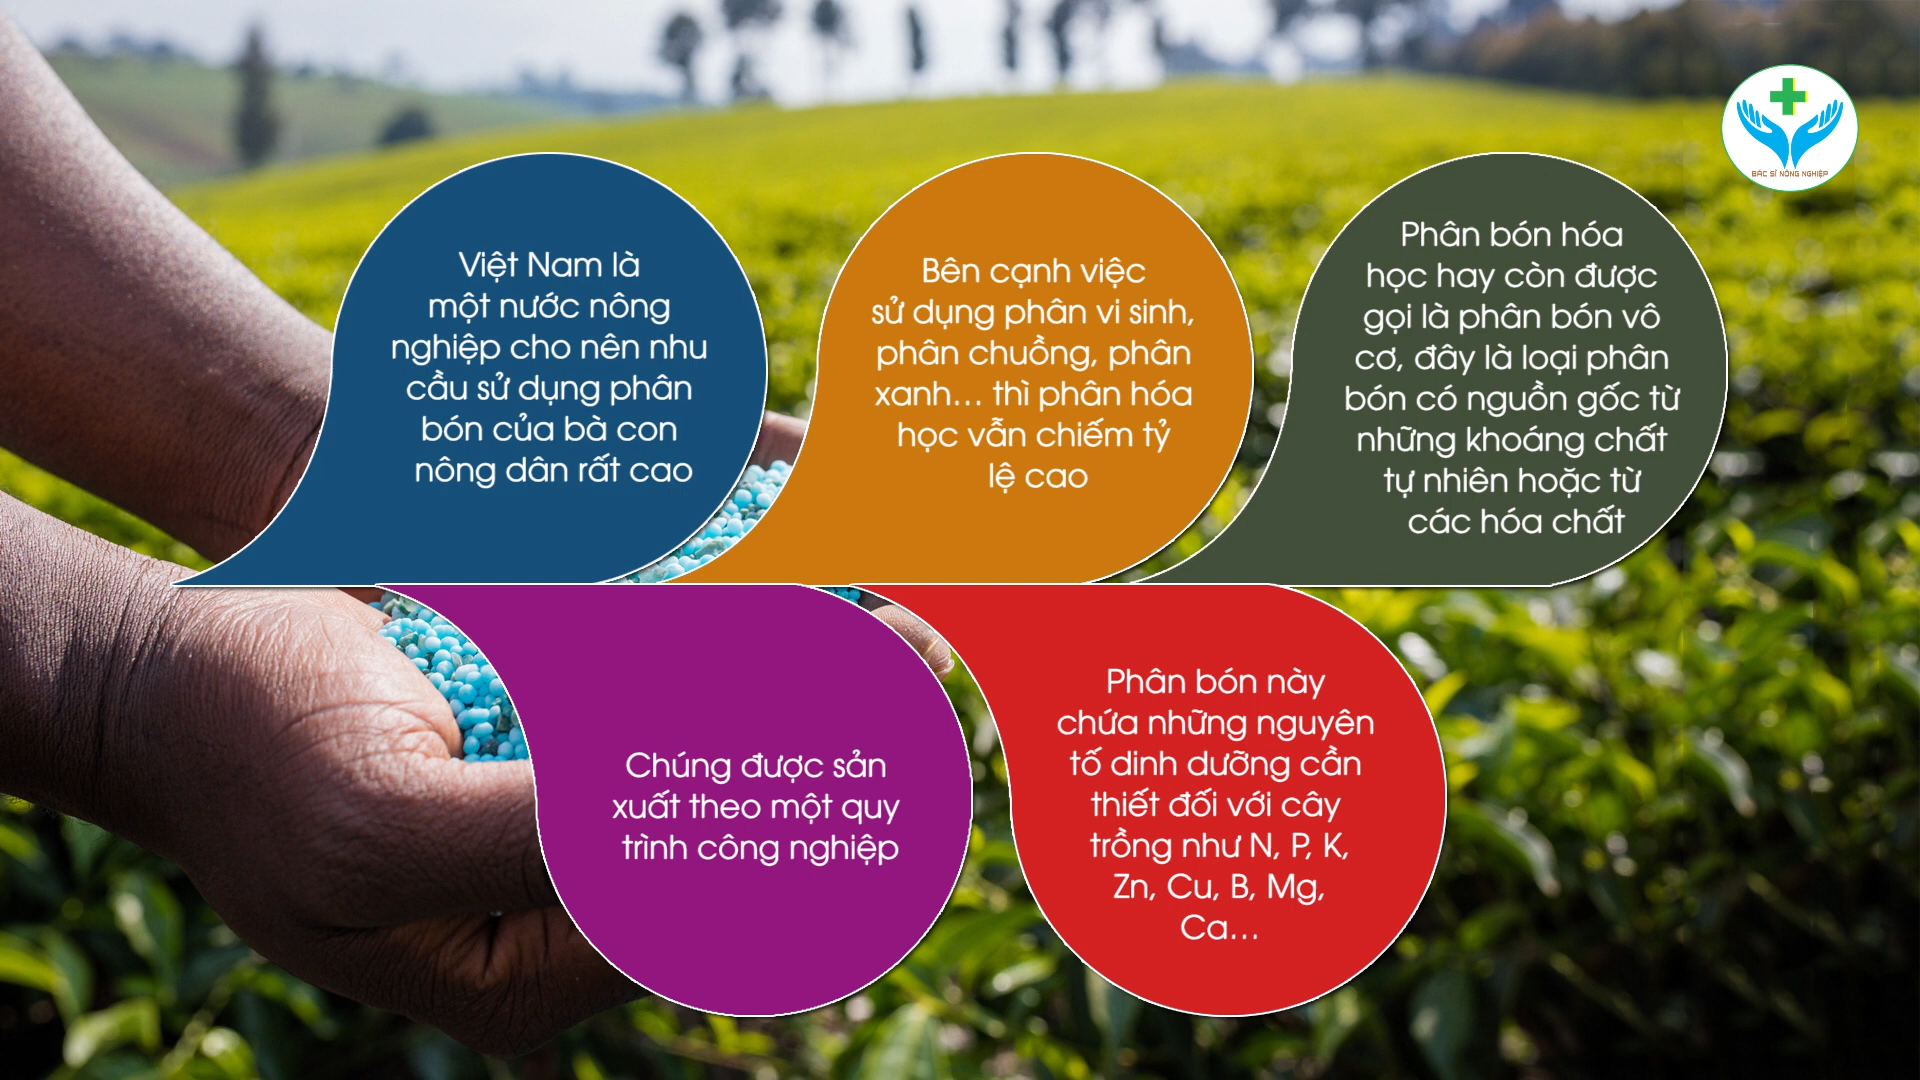 BÁC SĨ NÔNG NGHIỆP
Việt Nam là
một nước nông
nghiệp cho nên nhu
cầu sử dụng phân
bón của bà con
nông dân rất cao
Bên cạnh việc
sử dụng phân vi sinh,
phân chuồng, phân
xanh... thì phân hóa
học vẫn chiếm tỷ
lệ cao
Phân bón hóa
học hay còn được
gọi là phân bón vô
cơ, đây là loại phân
bón có nguồn gốc từ
những khoáng chất
tự nhiên hoặc từ
các hóa chất
Chúng được sản
xuất theo một quy
trình công nghiệp
Phân bón này
chứa những nguyên
tố dinh dưỡng cần
thiết đối với cây
trồng như N, P, K,
Zn, Cu, B, Mg,
Ca...